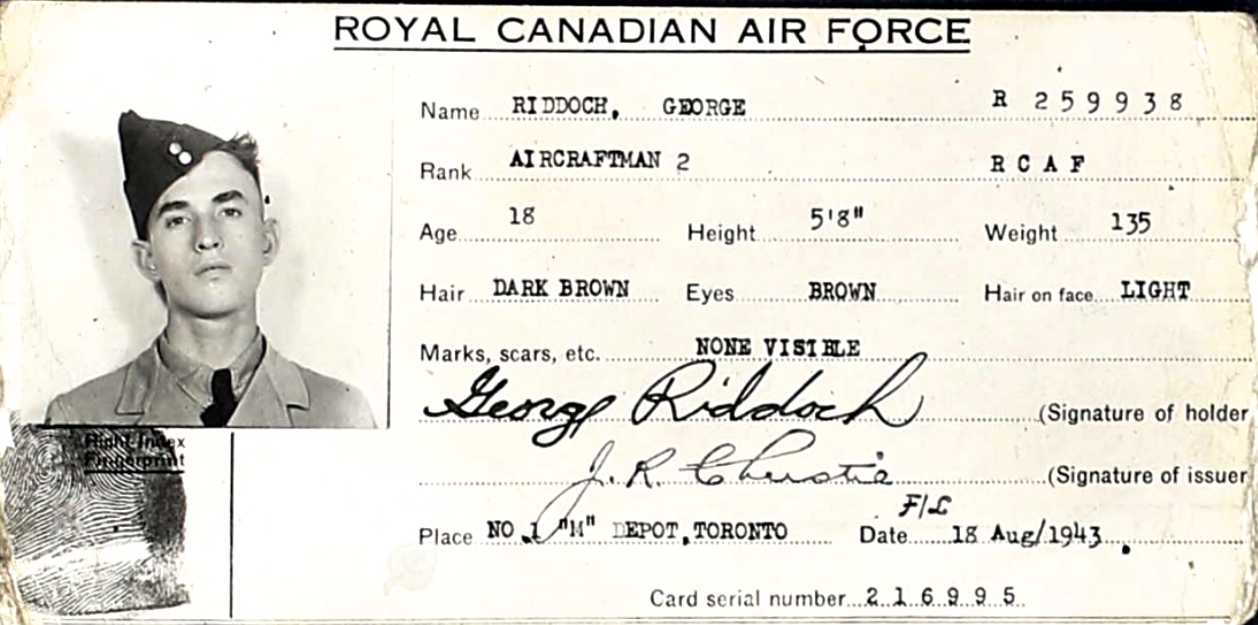 ROYAL CANADIAN AIR FORCE
Name RIDDOCH, GEORGE R 259938
Rank AIRCRAFTMAN 2 RCAF
Age 18 Height 5'8" Weight 135
Hair DARK BROWN Eyes BROWN Hair on face LIGHT
Marks, scars, etc. NONE VISIBLE
George Riddoch (Signature of holder
Right Index
Fingerprint
J. R. Christie (Signature of issuer
F/L
Place NO.1 "M" DEPOT, TORONTO Date 18 Aug/1943
Card serial number 216995